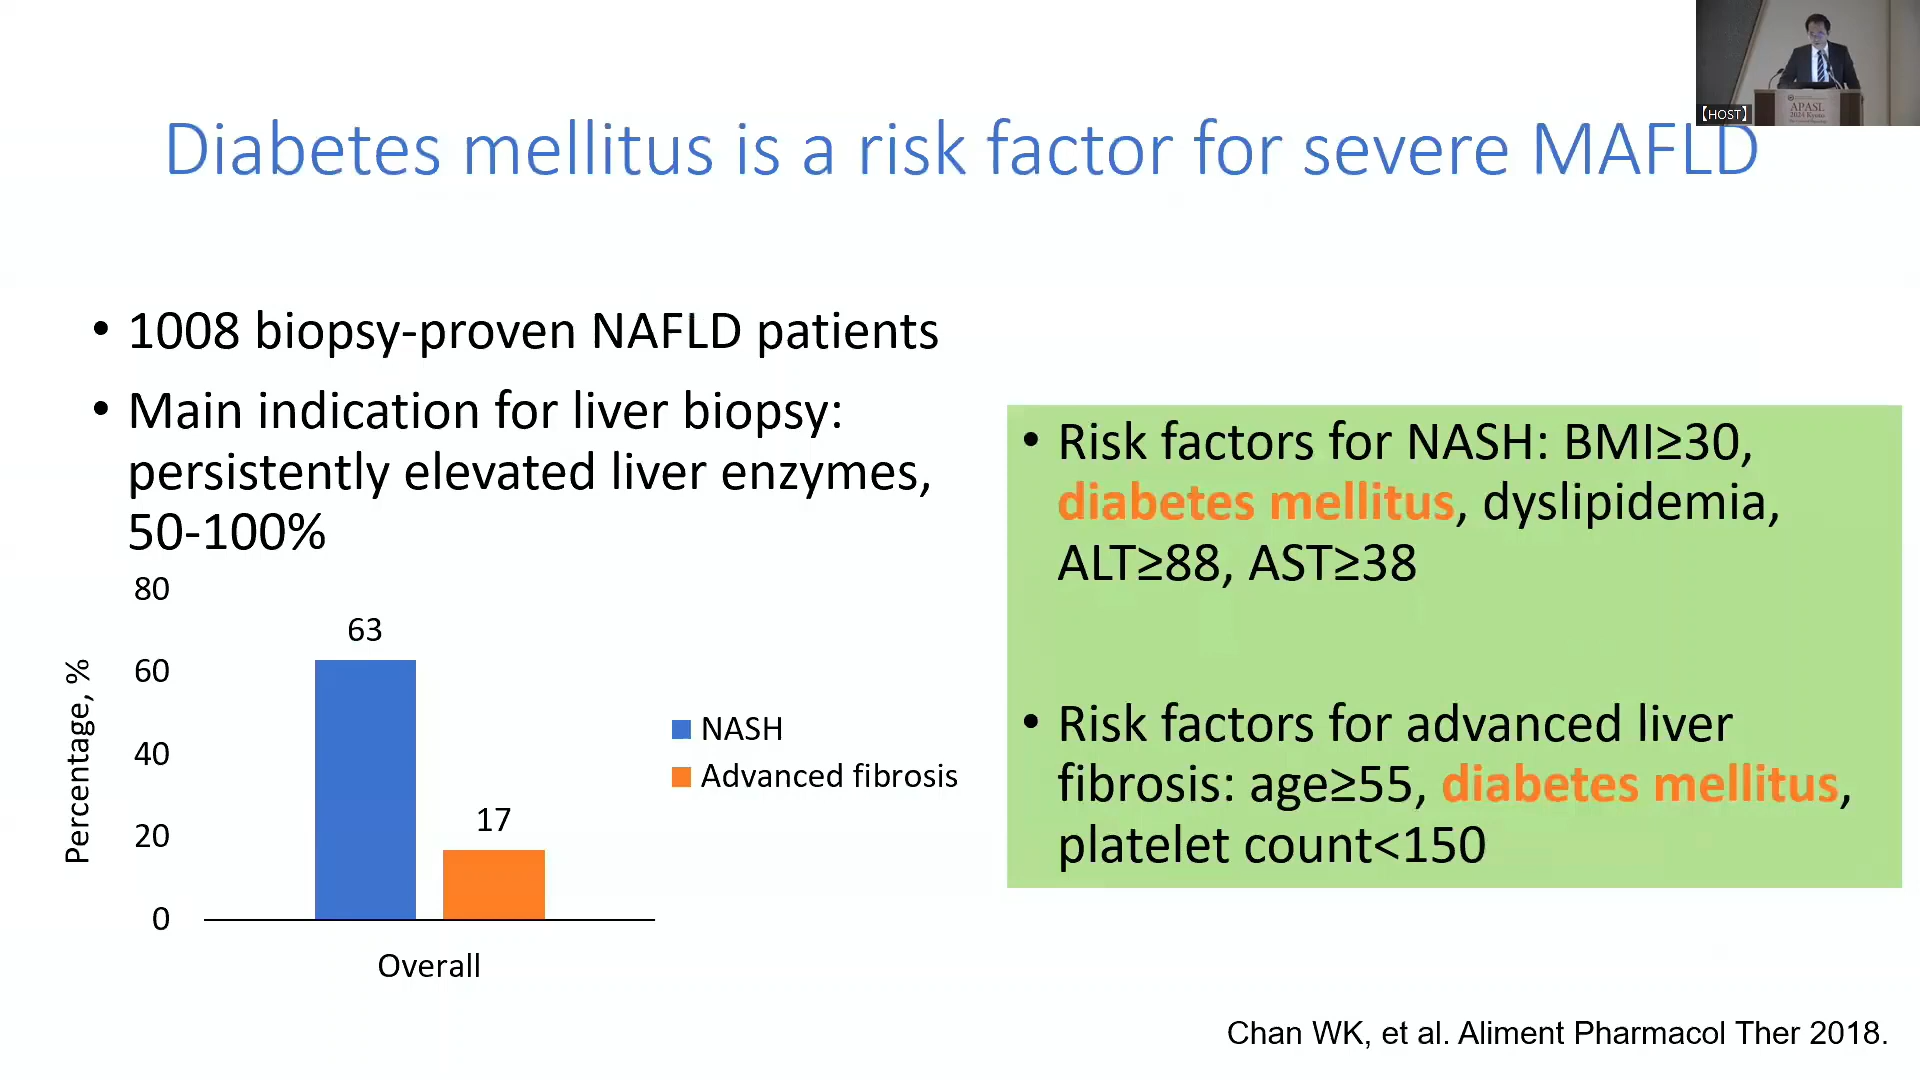 【HOST】
APASL
2024 Kyoto
Diabetes mellitus is a risk factor for severe MAFLD
• 1008 biopsy-proven NAFLD patients
• Main indication for liver biopsy:
persistently elevated liver enzymes,
50-100%
80
60
40
20
0
Percentage, %
63
17
Overall
NASH
Advanced fibrosis
• Risk factors for NASH: BMI≥30,
diabetes mellitus, dyslipidemia,
ALT≥88, AST≥38
• Risk factors for advanced liver
fibrosis: age≥55, diabetes mellitus,
platelet count<150
Chan WK, et al. Aliment Pharmacol Ther 2018.